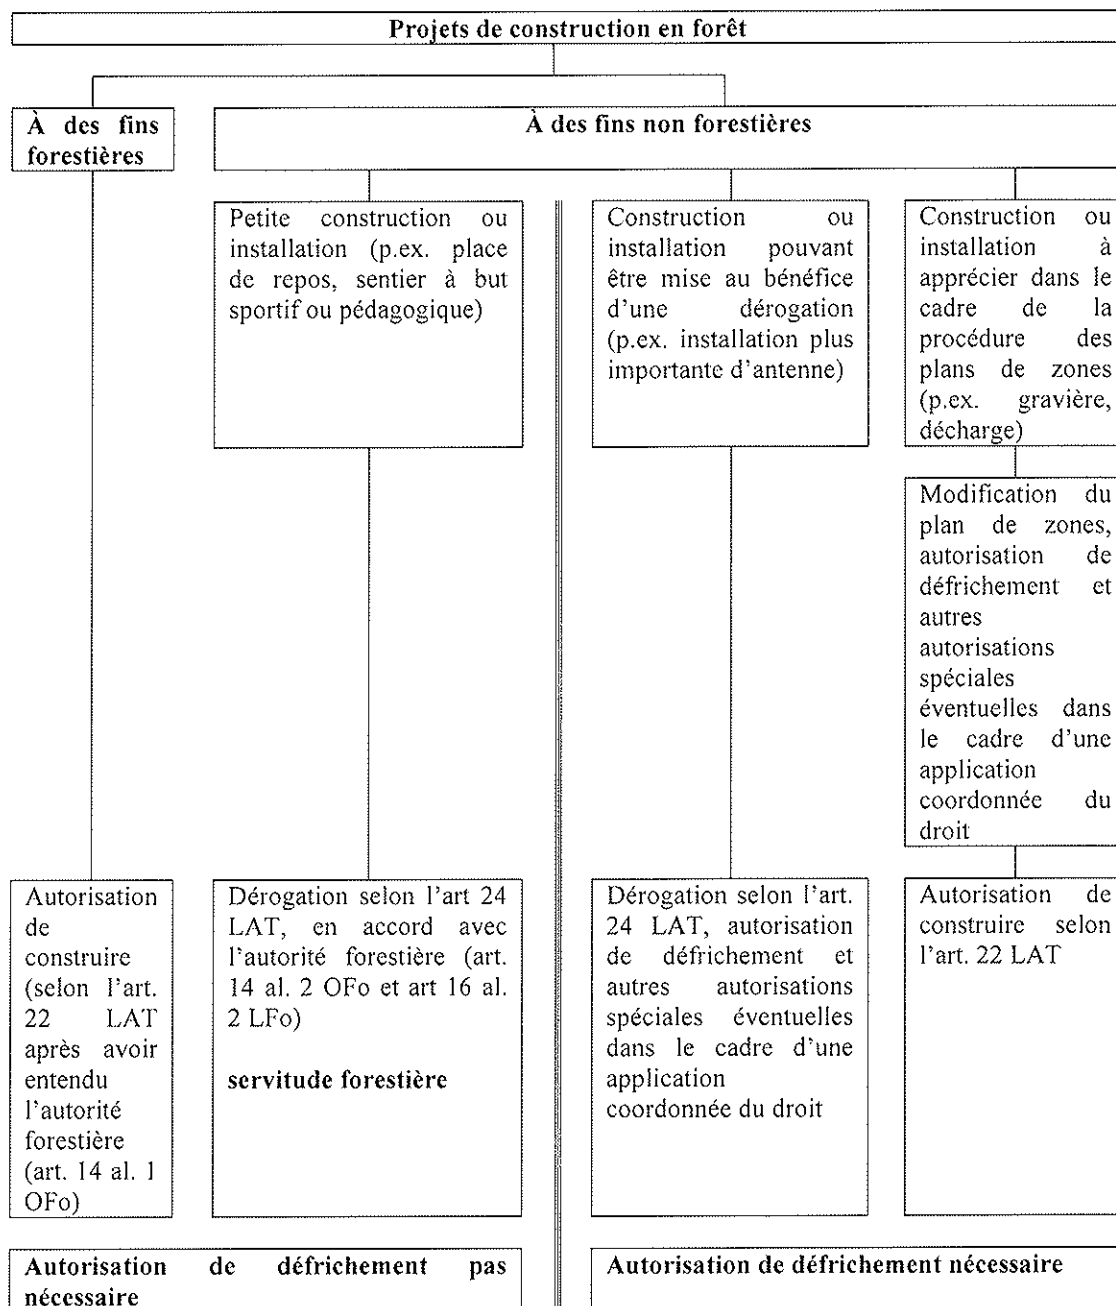 Projets de construction en forêt
À des fins
forestières
À des fins non forestières
Petite construction ou
installation (p.ex. place
de repos, sentier à but
sportif ou pédagogique)
Construction ou
installation pouvant
être mise au bénéfice
d'une dérogation
(p.ex. installation plus
importante d'antenne)
Construction ou
installation à
apprécier dans le
cadre de la
procédure des
plans de zones
(p.ex. gravière,
décharge)
Modification du
plan de zones,
autorisation de
défrichement et
autres
autorisations
spéciales
éventuelles dans
le cadre d'une
application
coordonnée du
droit
Autorisation
de
construire
(selon l'art.
22 LAT
après avoir
entendu
l'autorité
forestière
(art. 14 al. 1
OFo)
Dérogation selon l'art 24
LAT, en accord avec
l'autorité forestière (art.
14 al. 2 OFo et art 16 al.
2 LFo)
servitude forestière
Dérogation selon l'art.
24 LAT, autorisation
de défrichement et
autres autorisations
spéciales éventuelles
dans le cadre d'une
application
coordonnée du droit
Autorisation de
construire selon
l'art. 22 LAT
Autorisation de défrichement pas
nécessaire
Autorisation de défrichement nécessaire